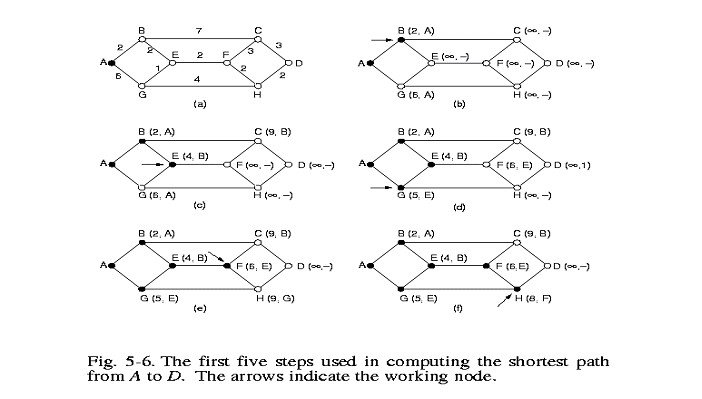 B 7 C
2 2 3 3
A E 2 F D
6 1 2 2
G 4 H
(a)
B (2, A) C (∞, –)
A E (∞, –) F (∞, –) D (∞, –)
G (6, A) H (∞, –)
(b)
B (2, A) C (9, B)
A E (4, B) F (∞, –) D (∞, –)
G (6, A) H (∞, –)
(c)
B (2, A) C (9, B)
A E (4, B) F (6, E) D (∞, 1)
G (5, E) H (∞, –)
(d)
B (2, A) C (9, B)
A E (4, B) F (6, E) D (∞, –)
G (5, E) H (9, G)
(e)
B (2, A) C (9, B)
A E (4, B) F (6, E) D (∞, –)
G (5, E) H (8, F)
(f)
Fig. 5-6. The first five steps used in computing the shortest path
from A to D. The arrows indicate the working node.